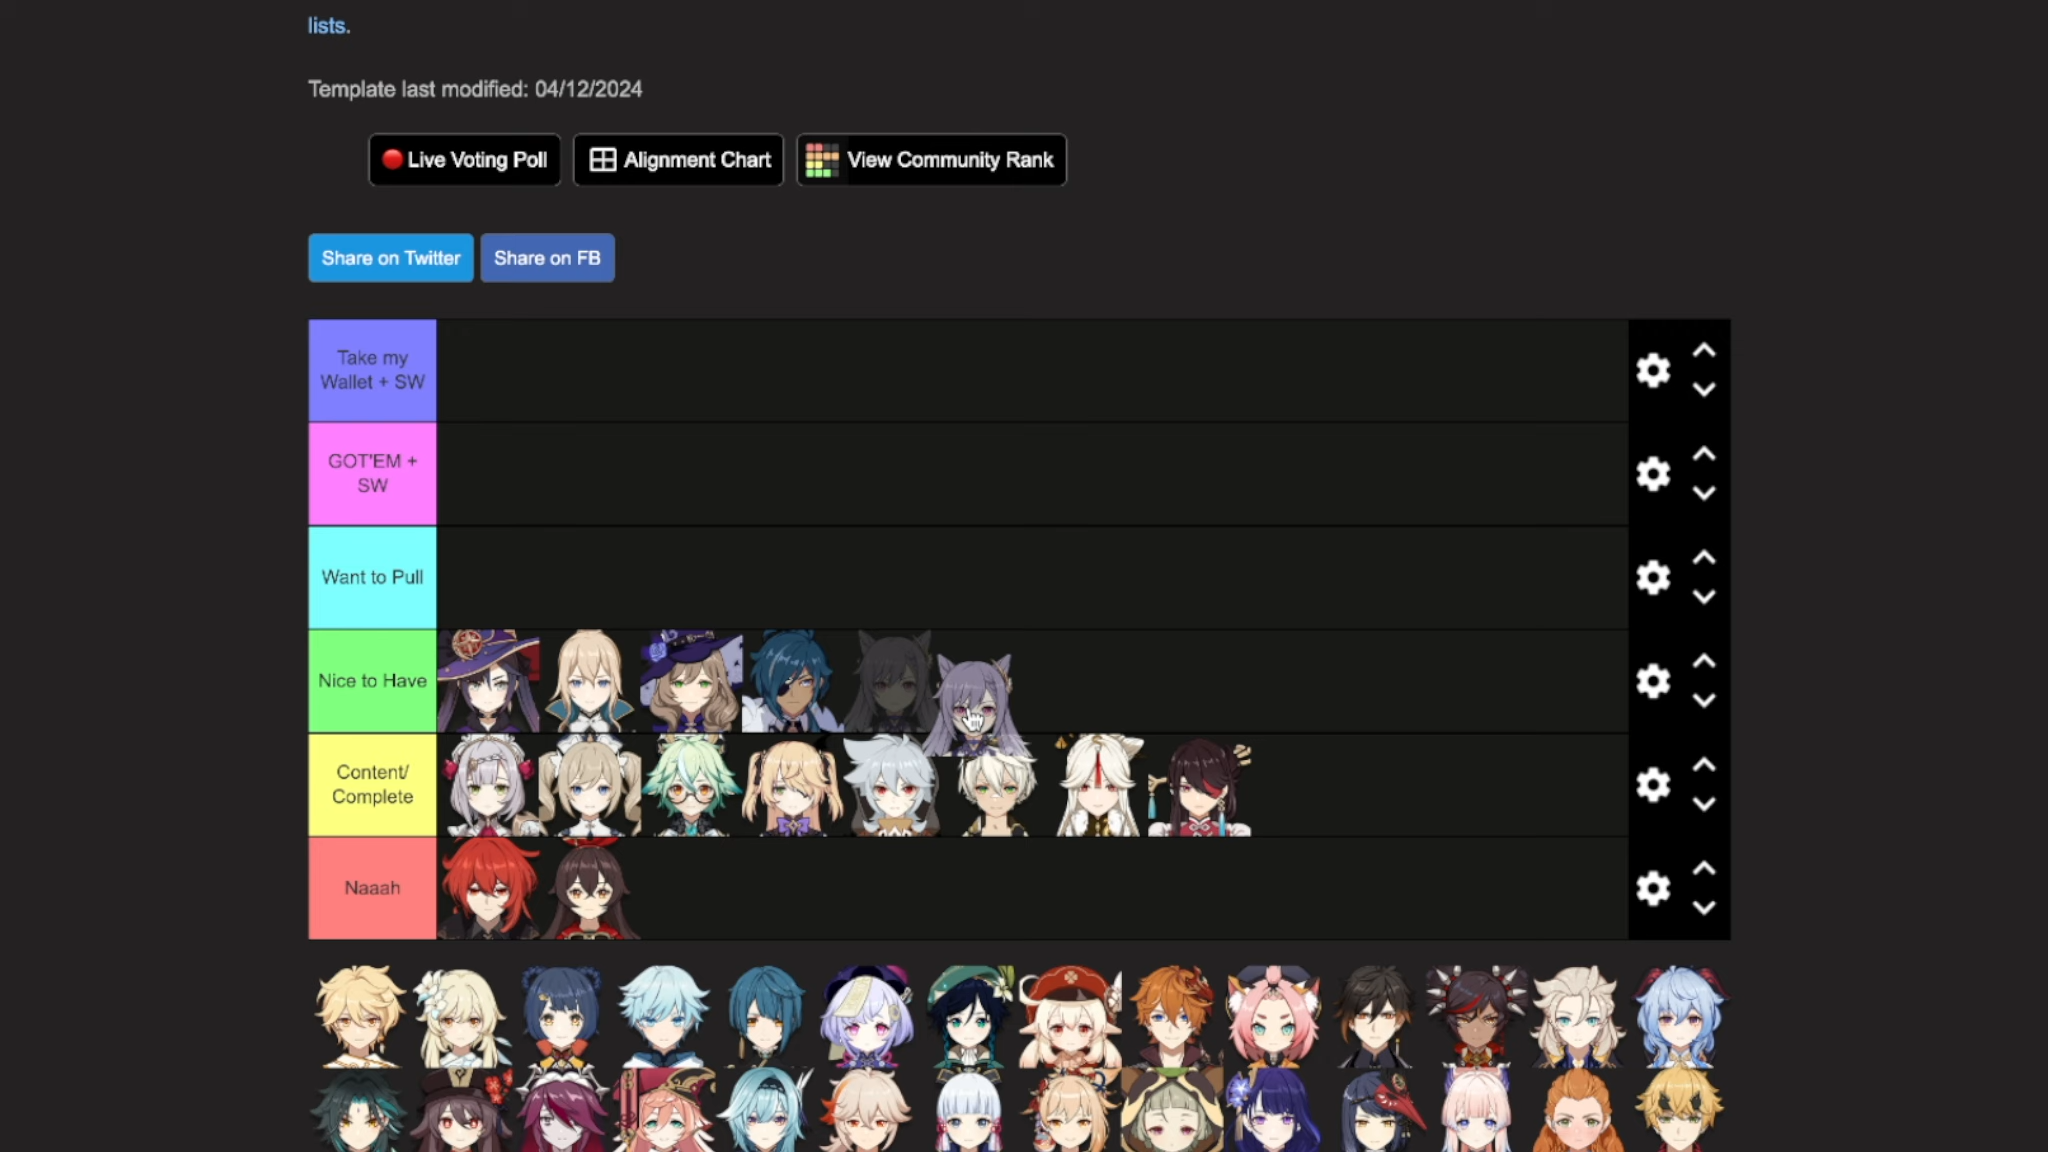 lists.
Template last modified: 04/12/2024
Live Voting Poll
Alignment Chart
View Community Rank
Share on Twitter
Share on FB
Take my
Wallet + SW
GOT'EM +
SW
Want to Pull
Nice to Have
Content/
Complete
Naaah